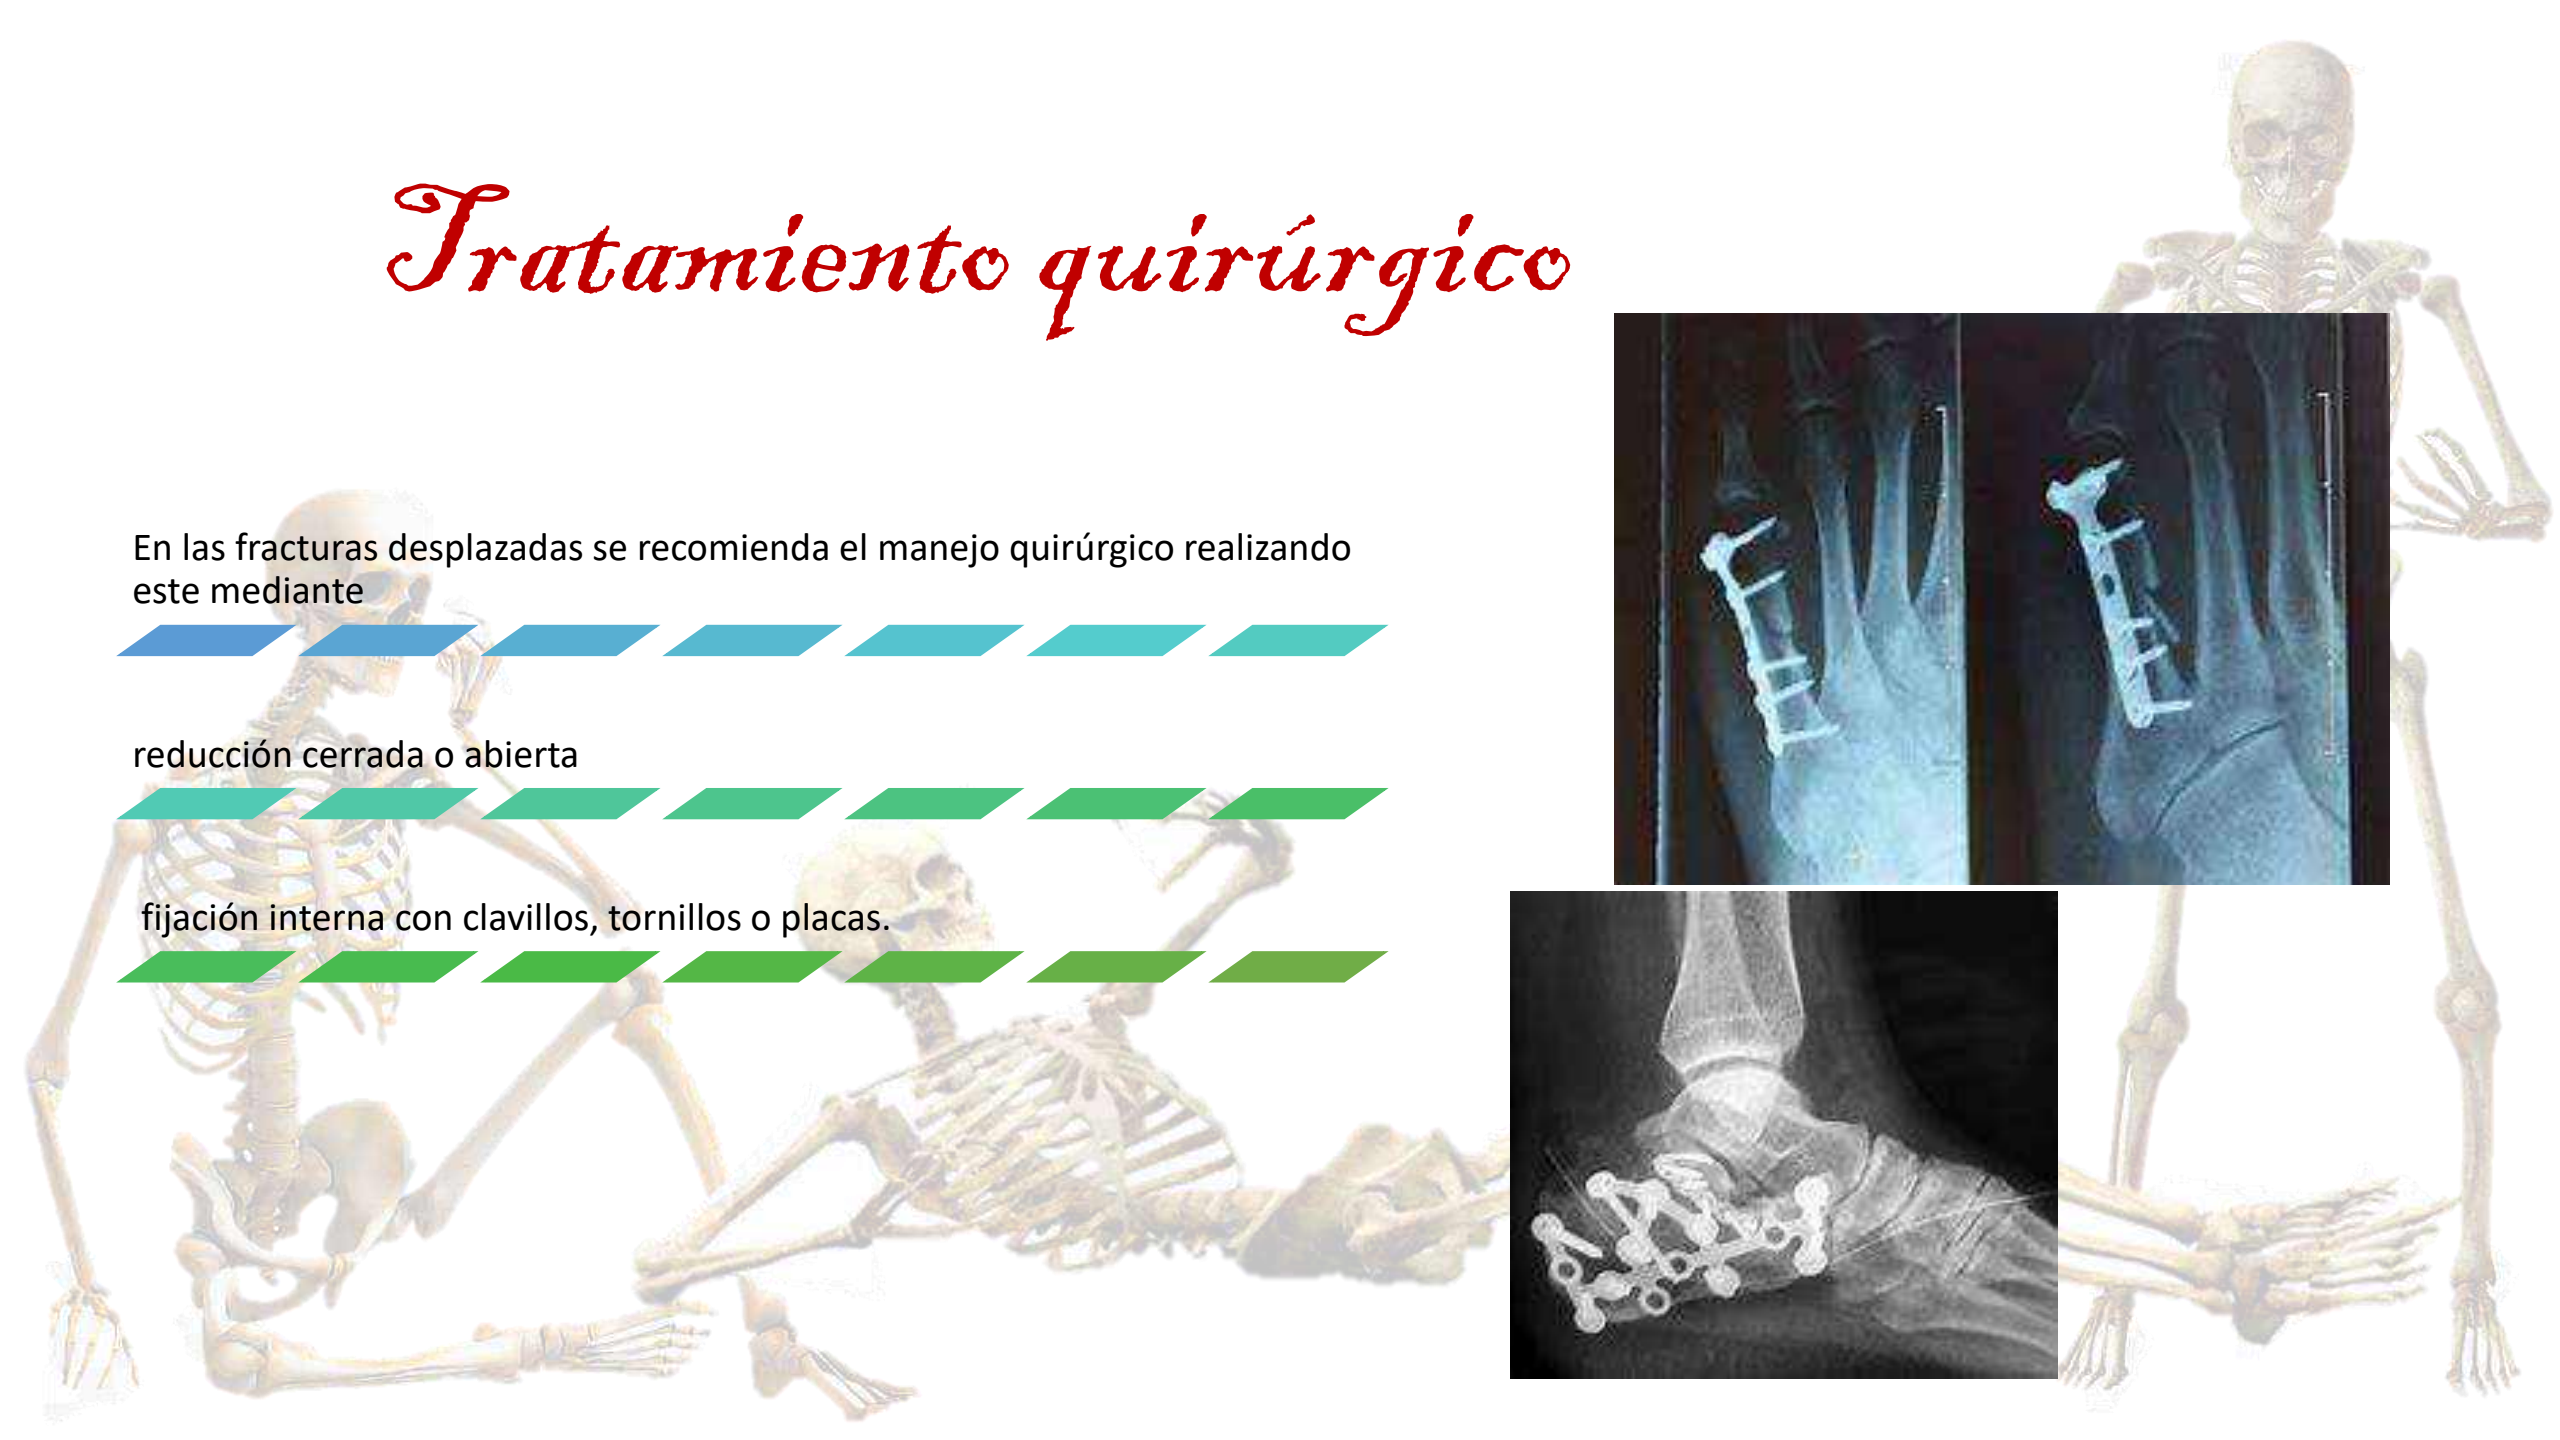 Tratamiento quirúrgico
En las fracturas desplazadas se recomienda el manejo quirúrgico realizando
este mediante
reducción cerrada o abierta
fijación interna con clavillos, tornillos o placas.